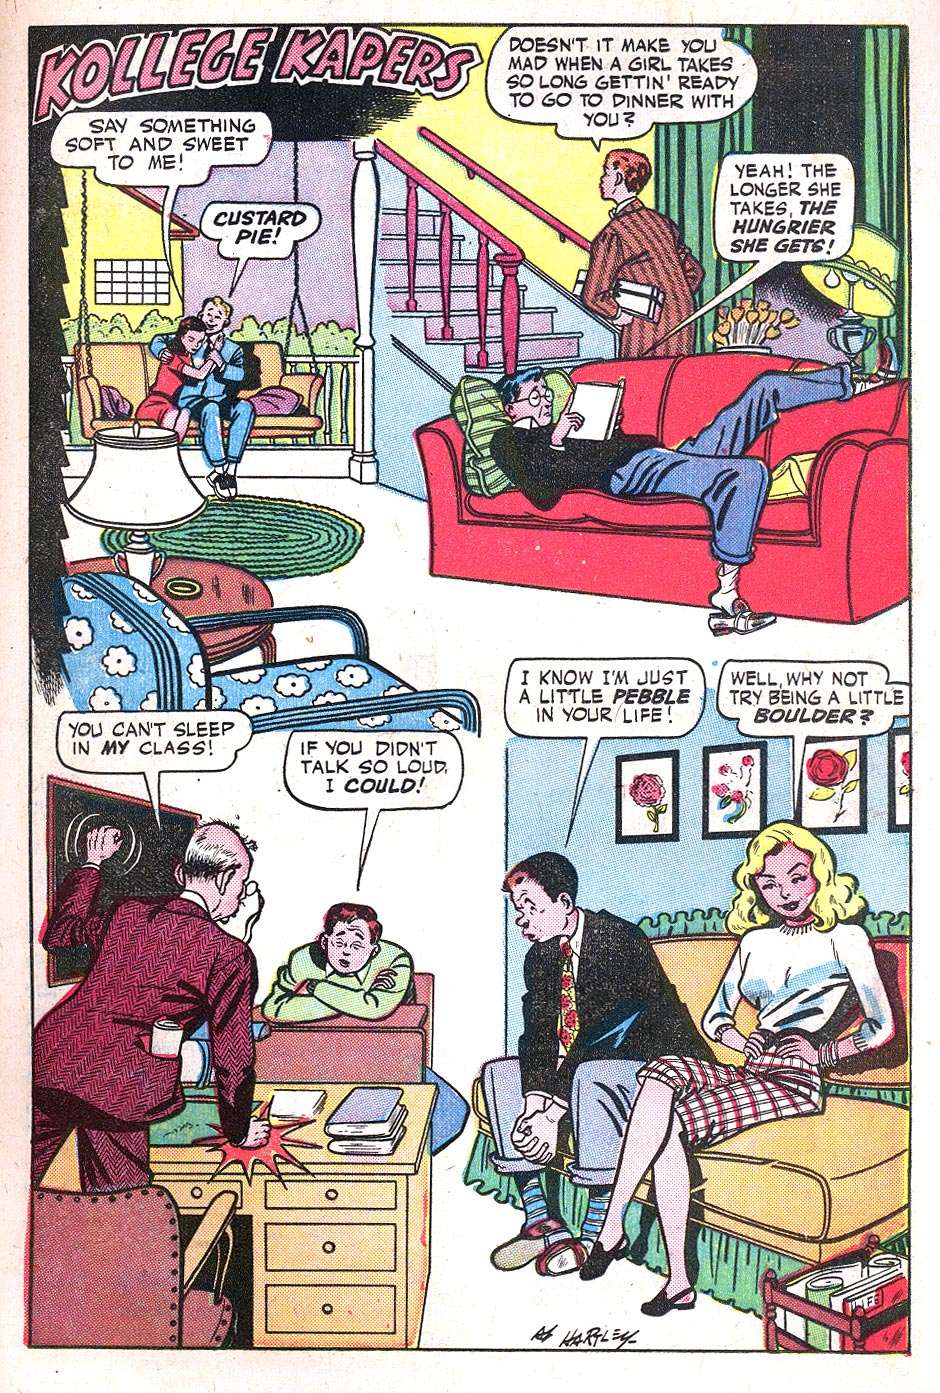 KOLLEGE KAPERS
SAY SOMETHING
SOFT AND SWEET
TO ME!
CUSTARD
PIE!
DOESN'T IT MAKE YOU
MAD WHEN A GIRL TAKES
SO LONG GETTIN' READY
TO GO TO DINNER WITH
YOU?
YEAH! THE
LONGER SHE
TAKES, THE
HUNGRIER
SHE GETS!
YOU CAN'T SLEEP
IN MY CLASS!
IF YOU DIDN'T
TALK SO LOUD,
I COULD!
I KNOW I'M JUST
A LITTLE PEBBLE
IN YOUR LIFE!
WELL, WHY NOT
TRY BEING A LITTLE
BOULDER?
LIFE
AL HARTLEY